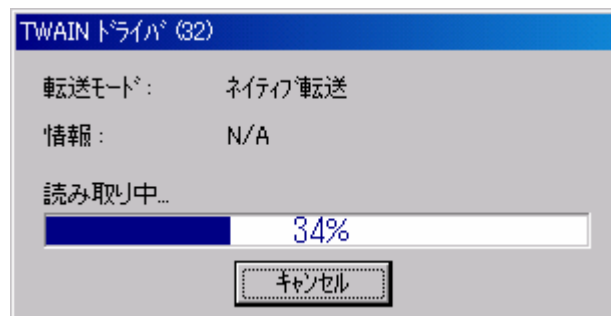 TWAIN ﾄﾞﾗｲﾊﾞ (32)
転送ﾓｰﾄﾞ: ﾈｲﾃｨﾌﾞ転送
情報: N/A
読み取り中...
34%
ｷｬﾝｾﾙ